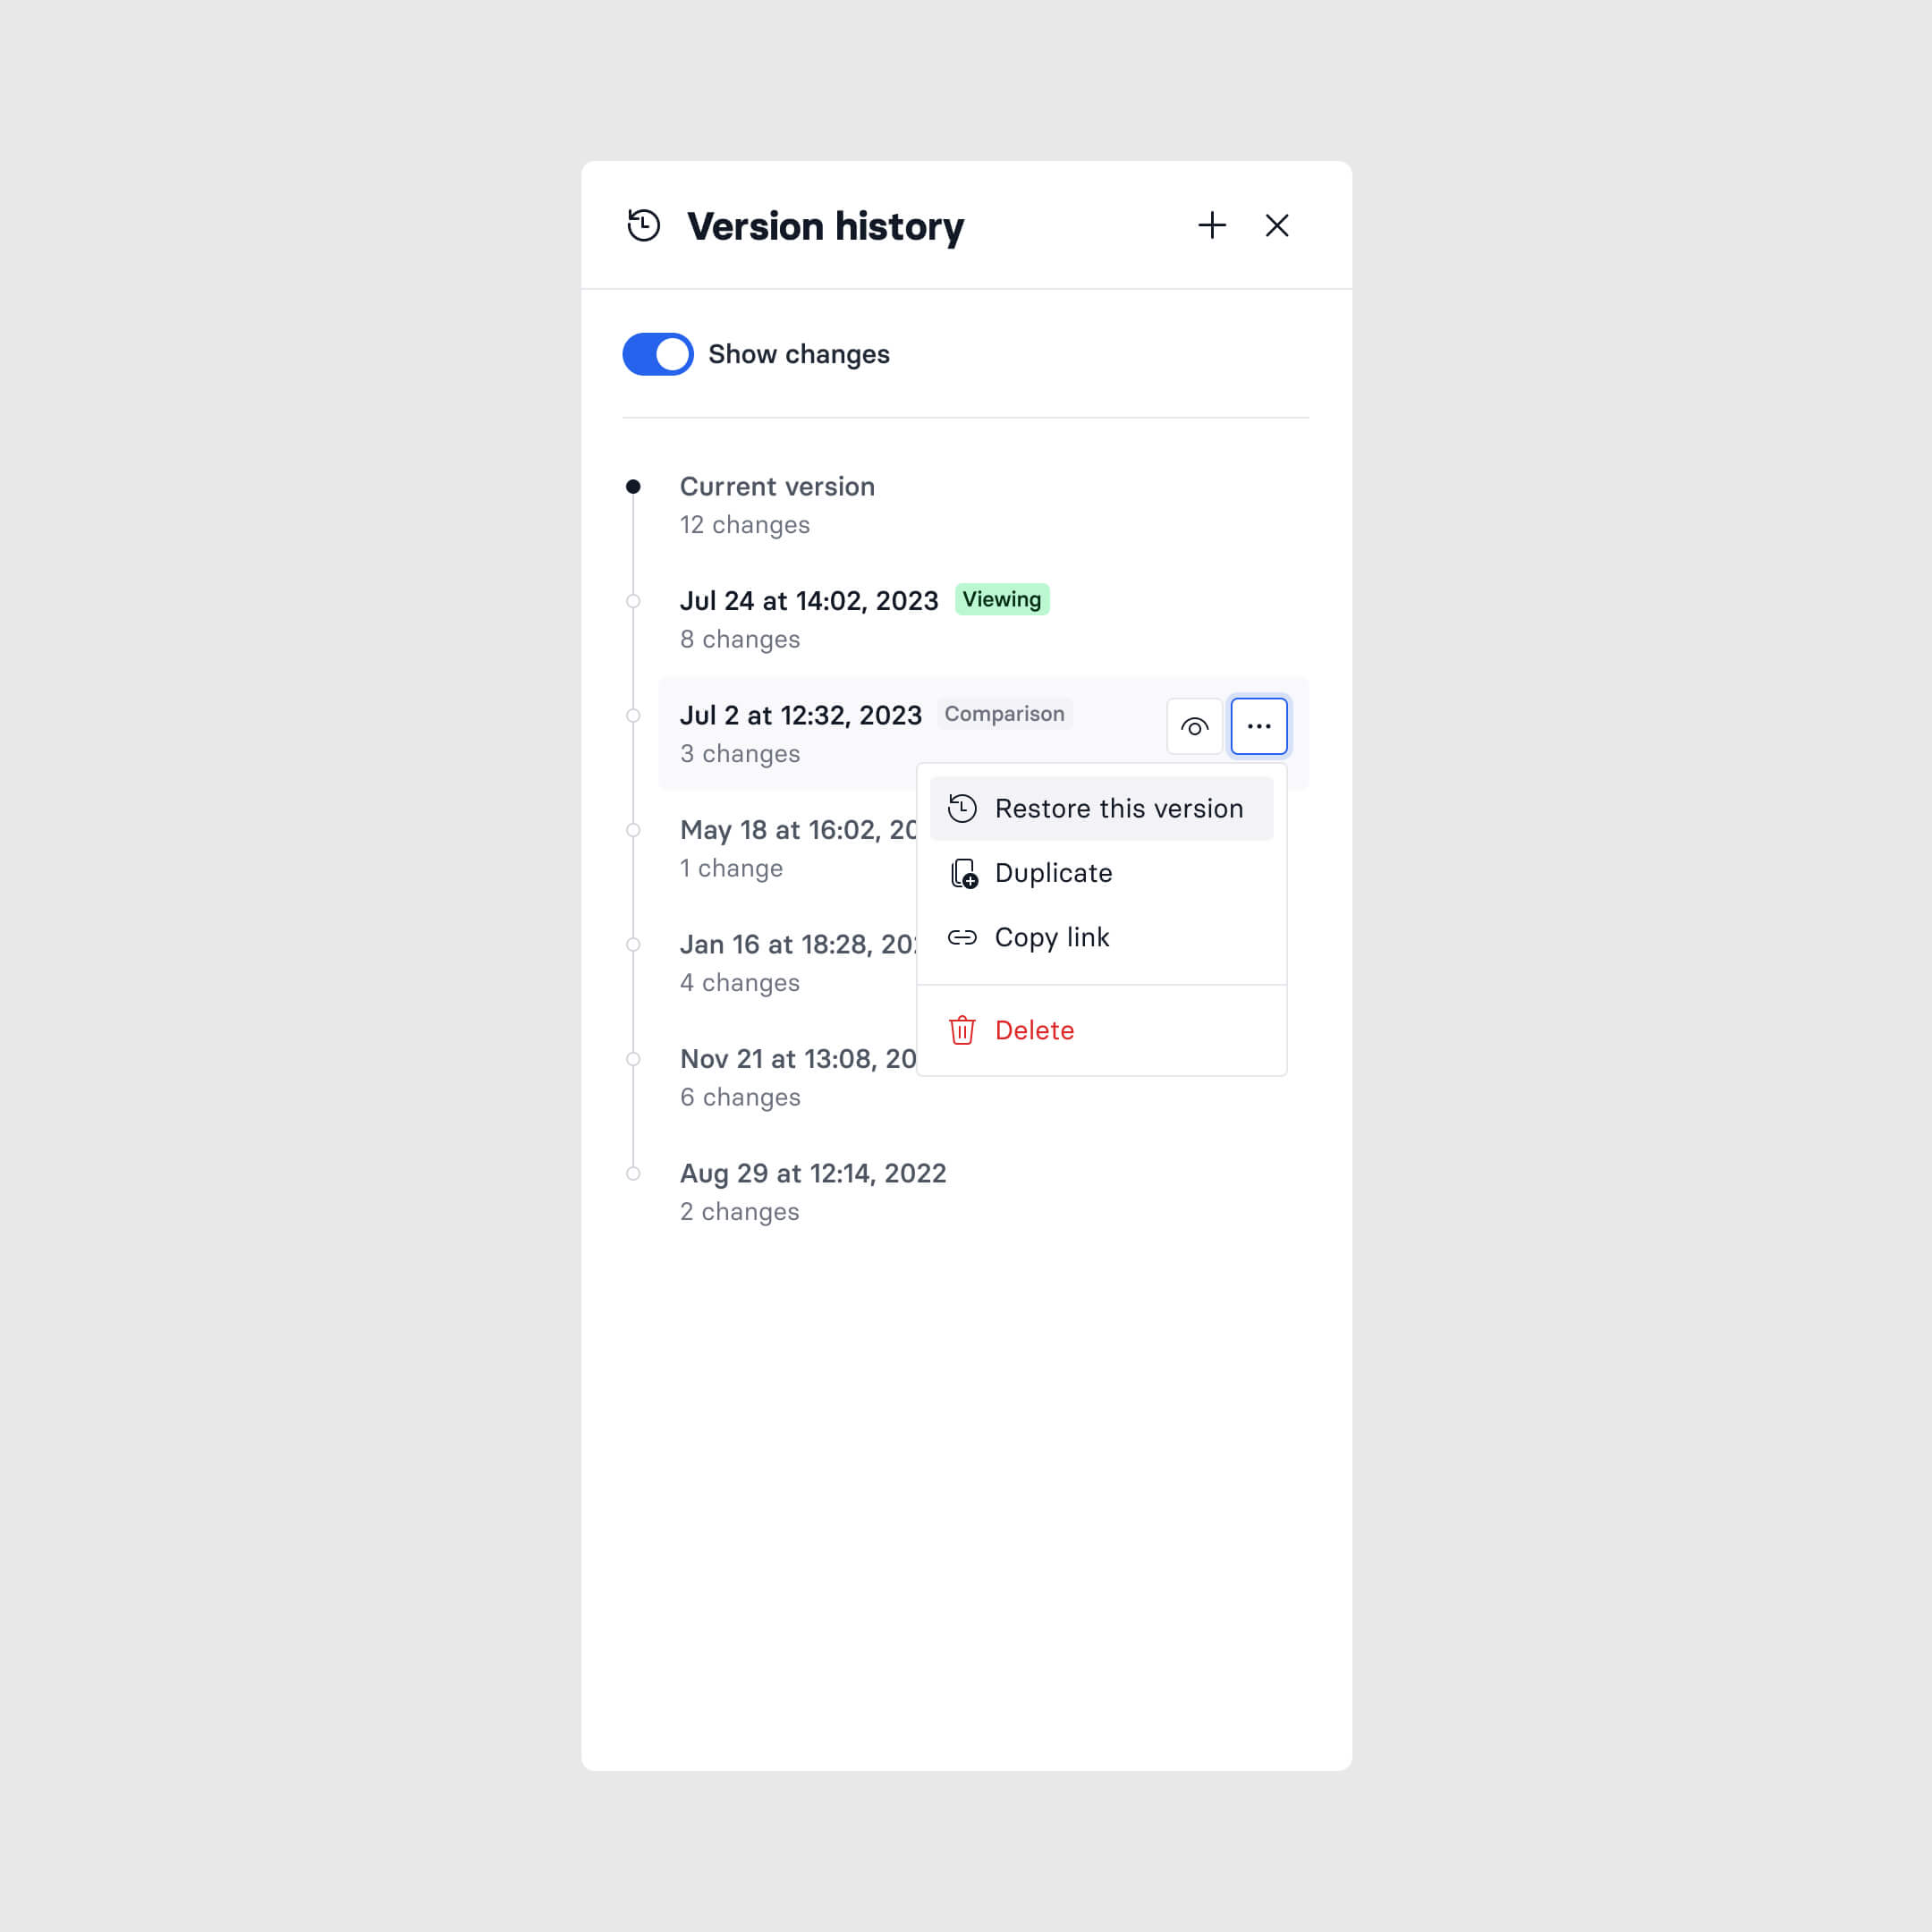 Version history
Show changes
Current version
12 changes
Jul 24 at 14:02, 2023 Viewing
8 changes
Jul 2 at 12:32, 2023 Comparison
3 changes
Restore this version
Duplicate
Copy link
Delete
May 18 at 16:02,
1 change
Jan 16 at 18:28,
4 changes
Nov 21 at 13:08,
6 changes
Aug 29 at 12:14, 2022
2 changes